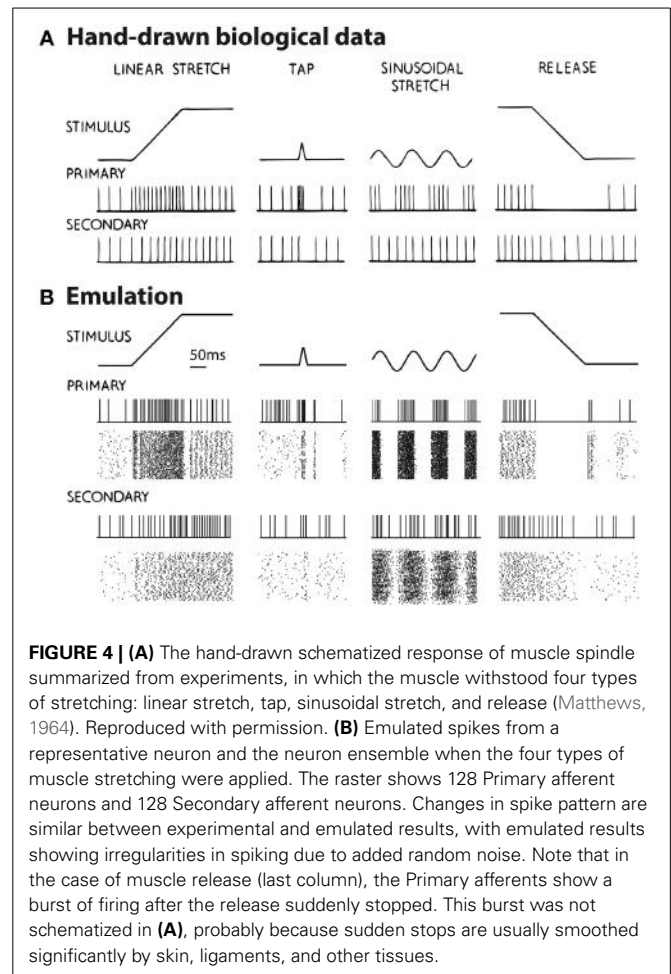 A Hand-drawn biological data
LINEAR STRETCH TAP SINUSOIDAL STRETCH RELEASE
STIMULUS
PRIMARY
SECONDARY
B Emulation
STIMULUS
50ms
PRIMARY
SECONDARY
FIGURE 4 | (A) The hand-drawn schematized response of muscle spindle
summarized from experiments, in which the muscle withstood four types
of stretching: linear stretch, tap, sinusoidal stretch, and release (Matthews,
1964). Reproduced with permission. (B) Emulated spikes from a
representative neuron and the neuron ensemble when the four types of
muscle stretching were applied. The raster shows 128 Primary afferent
neurons and 128 Secondary afferent neurons. Changes in spike pattern are
similar between experimental and emulated results, with emulated results
showing irregularities in spiking due to added random noise. Note that in
the case of muscle release (last column), the Primary afferents show a
burst of firing after the release suddenly stopped. This burst was not
schematized in (A), probably because sudden stops are usually smoothed
significantly by skin, ligaments, and other tissues.